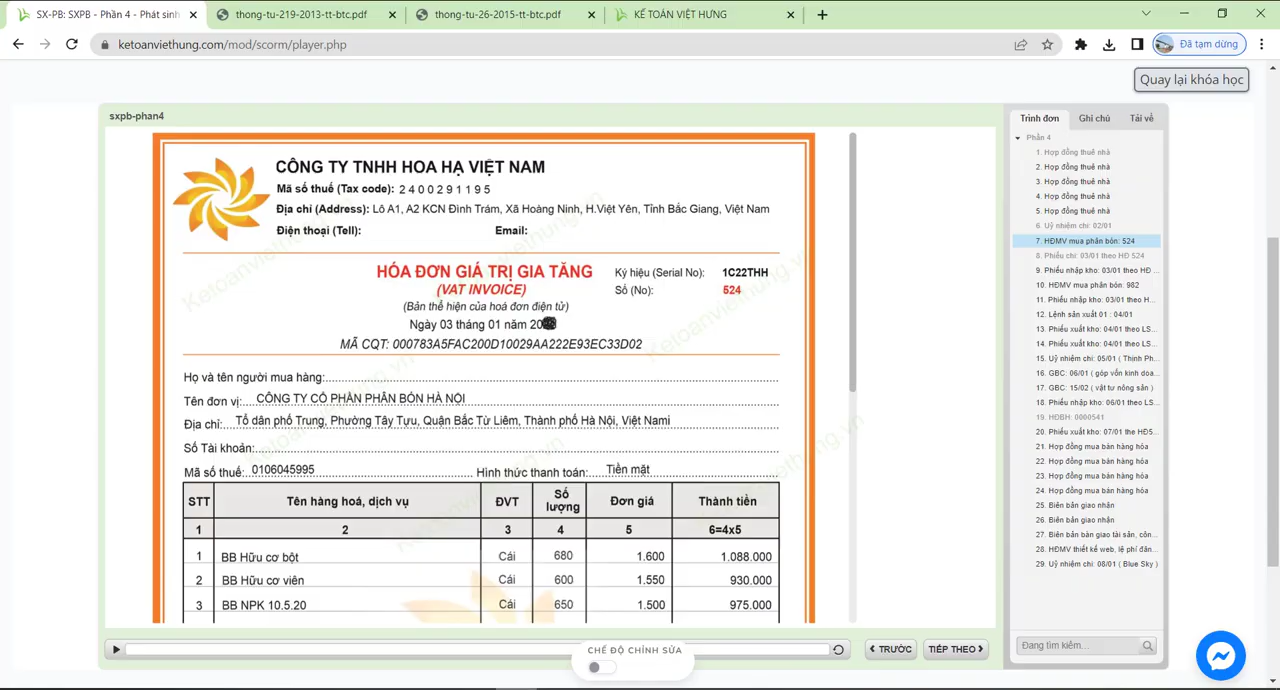 SX-PB: SXPB - Phần 4 - Phát sinh
thong-tu-219-2013-tt-btc.pdf
thong-tu-26-2015-tt-btc.pdf
KẾ TOÁN VIỆT HƯNG
ketoanviethung.com/mod/scorm/player.php
Đã tạm dừng
Quay lại khóa học
sxpb-phan4
CÔNG TY TNHH HOA HẠ VIỆT NAM
Mã số thuế (Tax code): 2 4 0 0 2 9 1 1 9 5
Địa chỉ (Address): Lô A1, A2 KCN Đình Trám, Xã Hoàng Ninh, H.Việt Yên, Tỉnh Bắc Giang, Việt Nam
Điện thoại (Tell): Email:
HÓA ĐƠN GIÁ TRỊ GIA TĂNG
(VAT INVOICE)
(Bản thể hiện của hoá đơn điện tử)
Ngày 03 tháng 01 năm 20
Ký hiệu (Serial No): 1C22THH
Số (No): 524
MÃ CQT: 000783A5FAC200D10029AA222E93EC33D02
Họ và tên người mua hàng:
Tên đơn vị: CÔNG TY CỔ PHẦN PHÂN BÓN HÀ NỘI
Địa chỉ: Tổ dân phố Trung, Phường Tây Tựu, Quận Bắc Từ Liêm, Thành phố Hà Nội, Việt Nami
Số Tài khoản:
Mã số thuế: 0106045995 Hình thức thanh toán: Tiền mặt
STT Tên hàng hoá, dịch vụ ĐVT Số lượng Đơn giá Thành tiền
1 2 3 4 5 6=4x5
1 BB Hữu cơ bột Cái 680 1.600 1.088.000
2 BB Hữu cơ viên Cái 600 1.550 930.000
3 BB NPK 10.5.20 Cái 650 1.500 975.000
Ketoanviethung.vn
TRƯỚC
TIẾP THEO
CHẾ ĐỘ CHỈNH SỬA
Trình đơn Ghi chú Tải về
Phần 4
1. Hợp đồng thuê nhà
2. Hợp đồng thuê nhà
3. Hợp đồng thuê nhà
4. Hợp đồng thuê nhà
5. Hợp đồng thuê nhà
6. Uỷ nhiệm chi: 02/01
7. HĐMV mua phân bón: 524
8. Phiếu chi: 03/01 theo HĐ 524
9. Phiếu nhập kho: 03/01 theo HĐ ...
10. HĐMV mua phân bón: 982
11. Phiếu nhập kho: 03/01 theo H...
12. Lệnh sản xuất 01 : 04/01
13. Phiếu xuất kho: 04/01 theo LS...
14. Phiếu xuất kho: 04/01 theo LS...
15. Uỷ nhiệm chi: 05/01 ( Thịnh Ph...
16. GBC: 06/01 ( góp vốn kinh doa...
17. GBC: 15/02 ( vật tư nông sản )
18. Phiếu nhập kho: 06/01 theo LS...
19. HĐBH: 0000541
20. Phiếu xuất kho: 07/01 the HĐ5...
21. Hợp đồng mua bán hàng hóa
22. Hợp đồng mua bán hàng hóa
23. Hợp đồng mua bán hàng hóa
24. Hợp đồng mua bán hàng hóa
25. Biên bản giao nhận
26. Biên bản giao nhận
27. Biên bản bàn giao tài sản, côn...
28. HĐMV thiết kế web, lệ phí đăn...
29. Uỷ nhiệm chi: 08/01 ( Blue Sky )
Đang tìm kiếm...